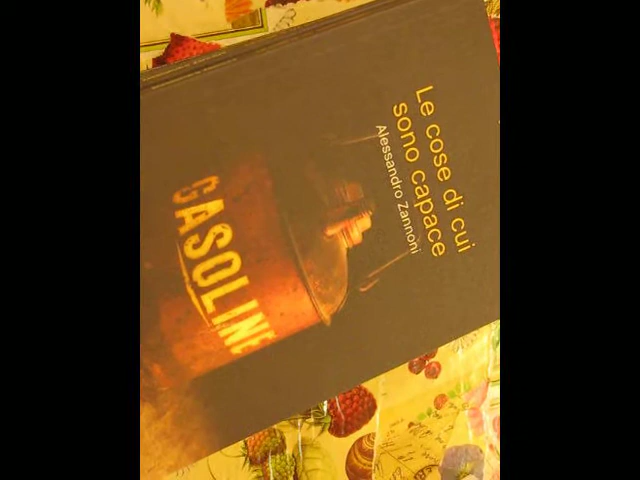 Le cose di cui
sono capace
Alessandro Zannoni
GASOLINE